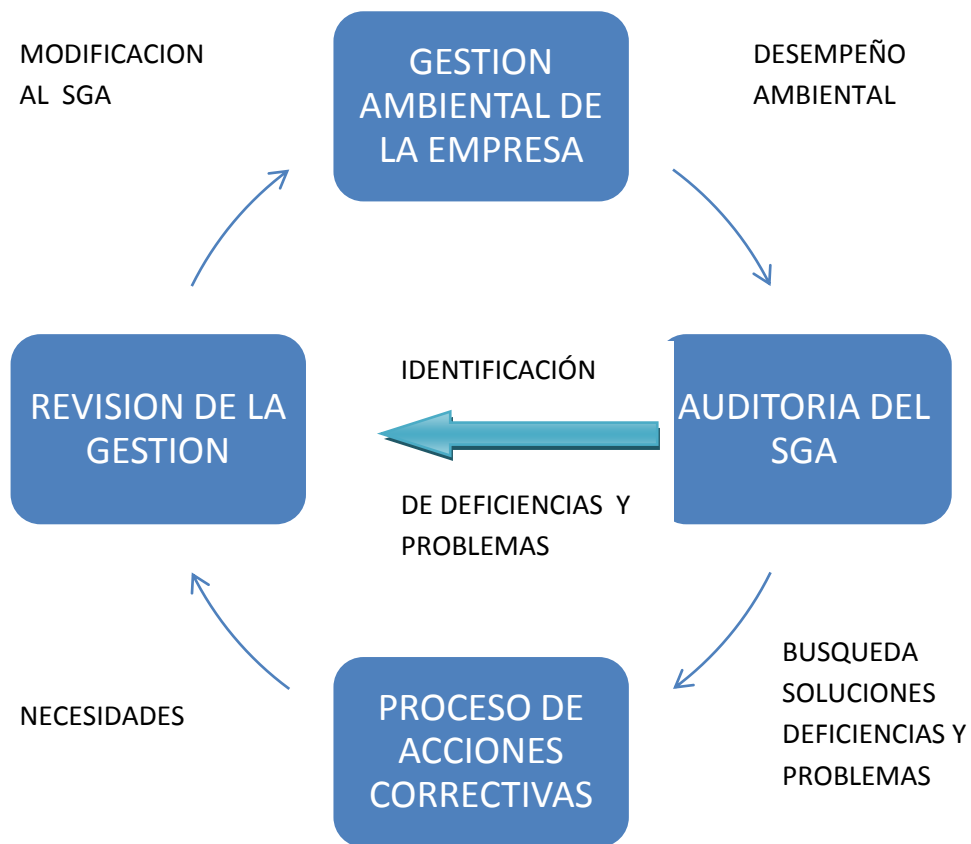 MODIFICACION
AL SGA
GESTION
AMBIENTAL DE
LA EMPRESA
DESEMPEÑO
AMBIENTAL
REVISION DE LA
GESTION
IDENTIFICACIÓN
DE DEFICIENCIAS Y
PROBLEMAS
AUDITORIA DEL
SGA
NECESIDADES
PROCESO DE
ACCIONES
CORRECTIVAS
BUSQUEDA
SOLUCIONES
DEFICIENCIAS Y
PROBLEMAS